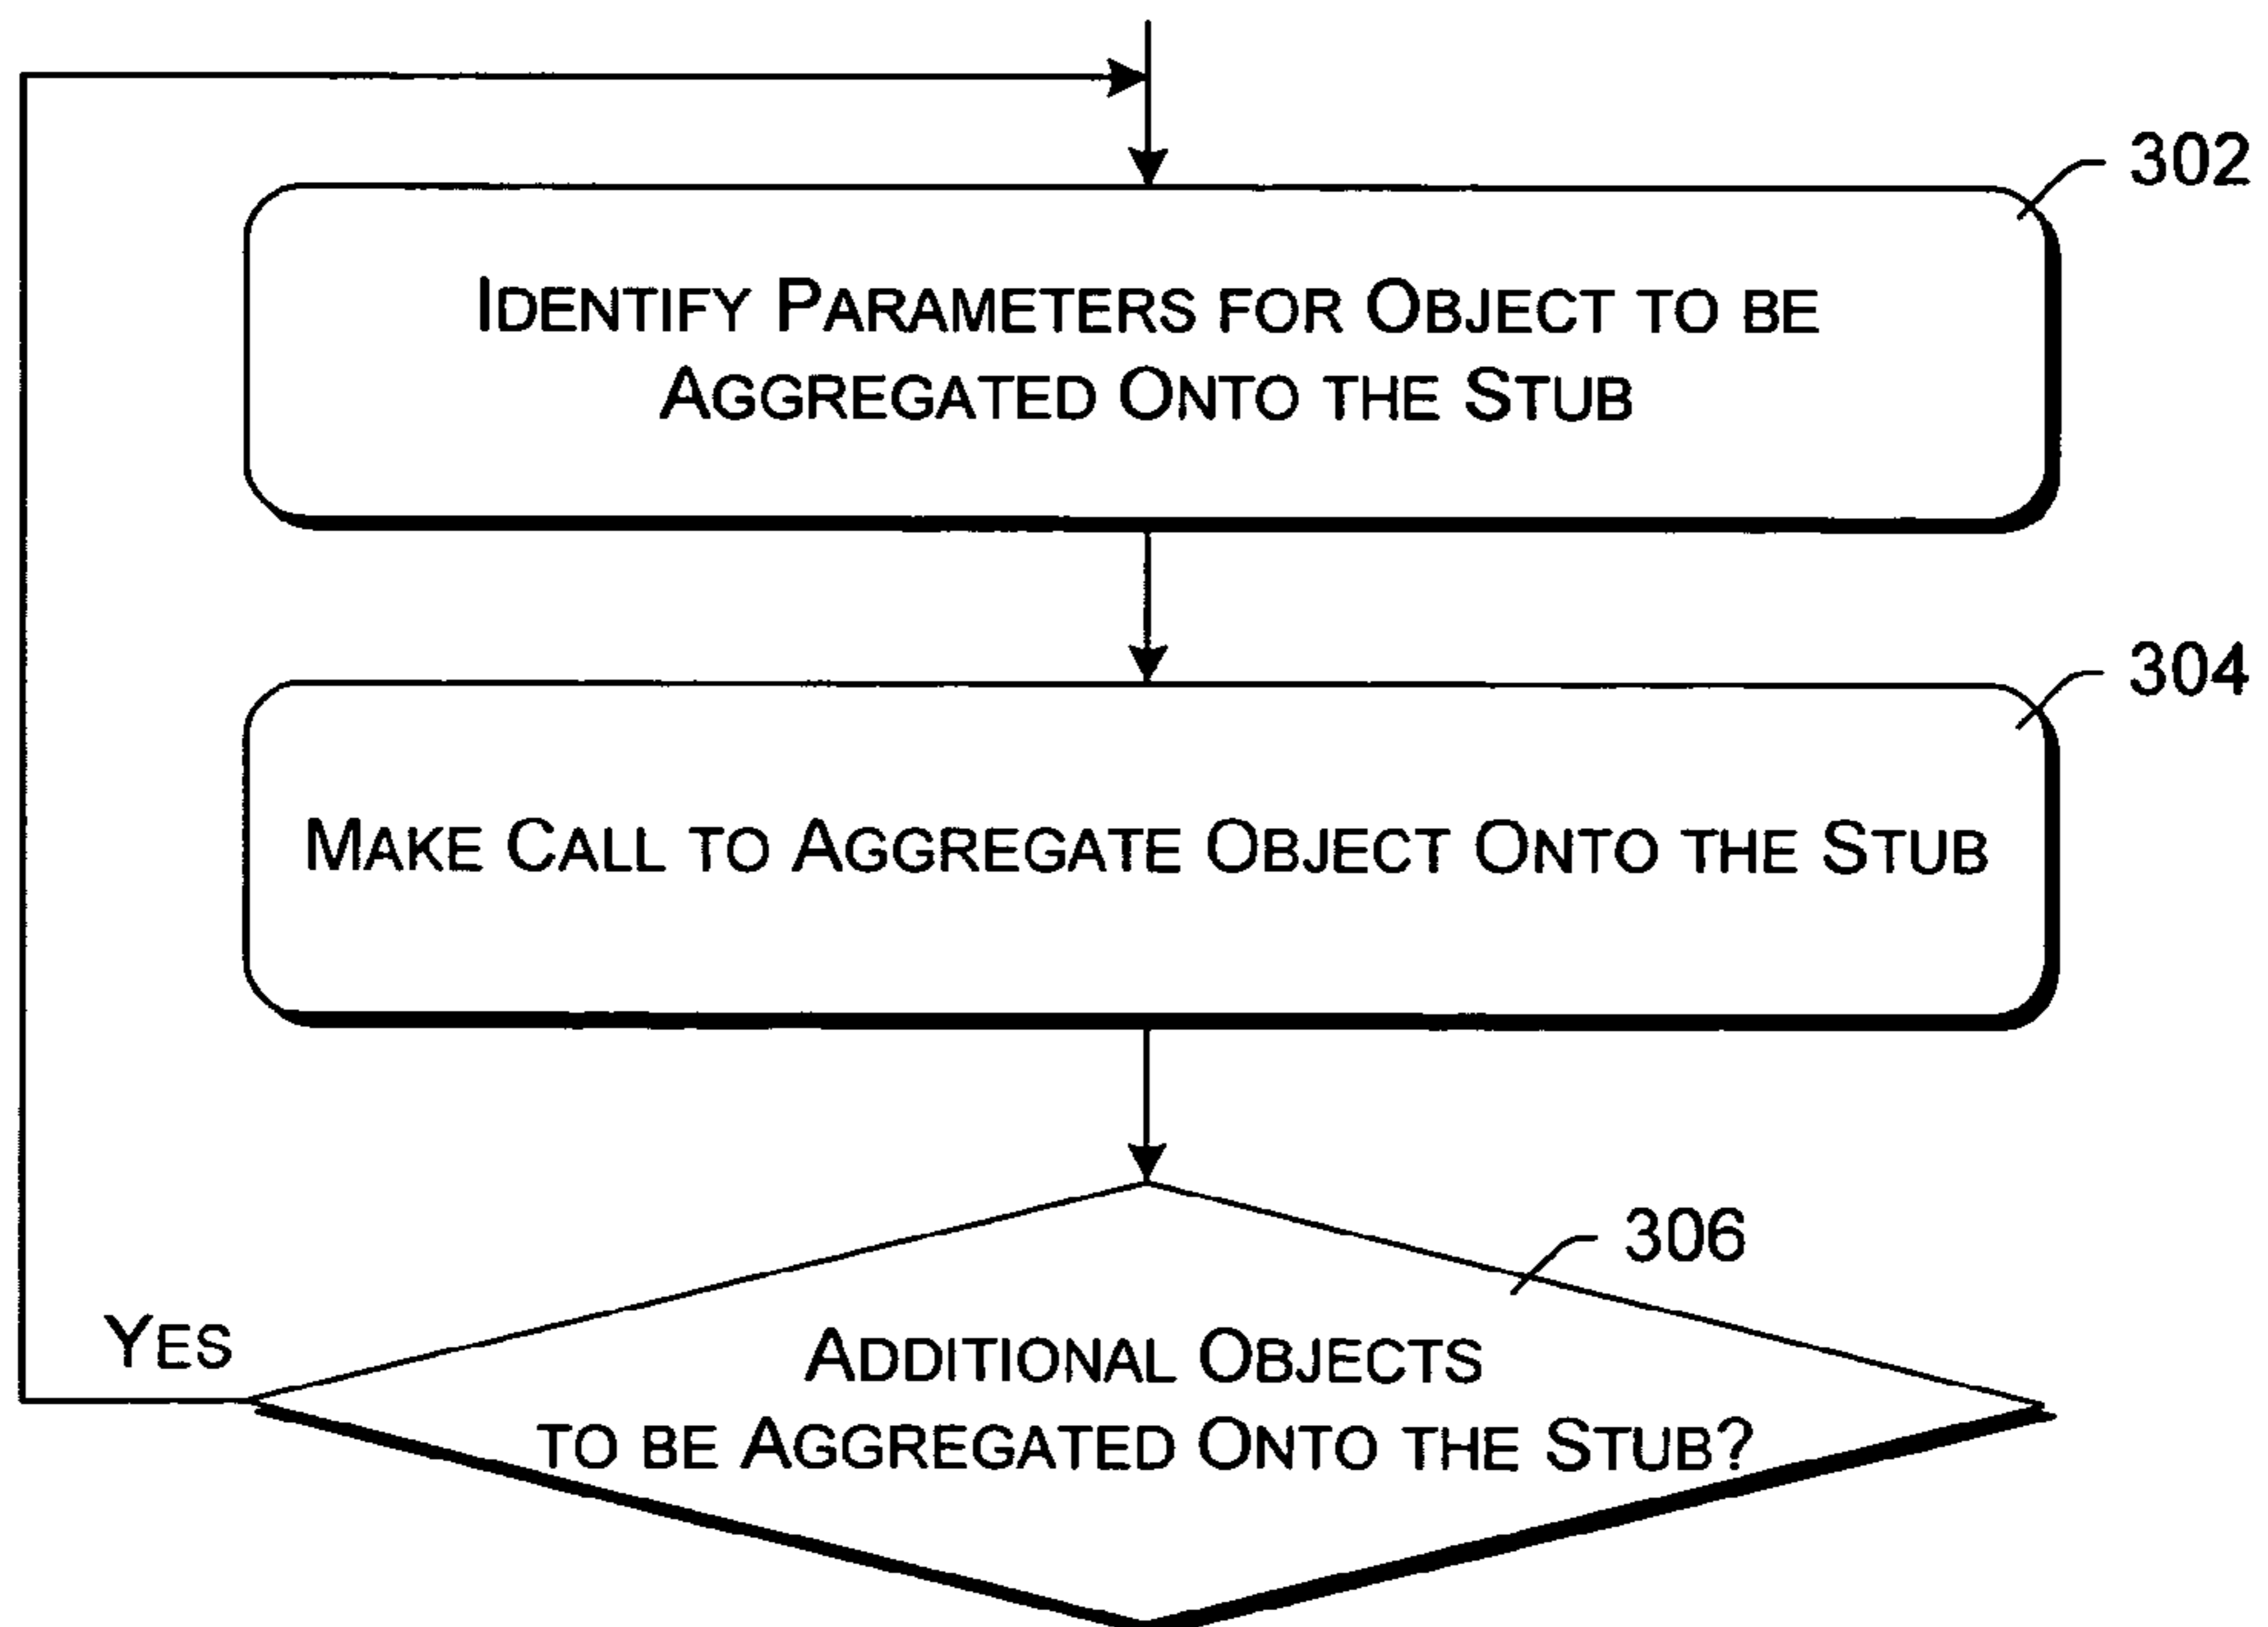 302
IDENTIFY PARAMETERS FOR OBJECT TO BE
AGGREGATED ONTO THE STUB
304
MAKE CALL TO AGGREGATE OBJECT ONTO THE STUB
306
YES
ADDITIONAL OBJECTS
TO BE AGGREGATED ONTO THE STUB?